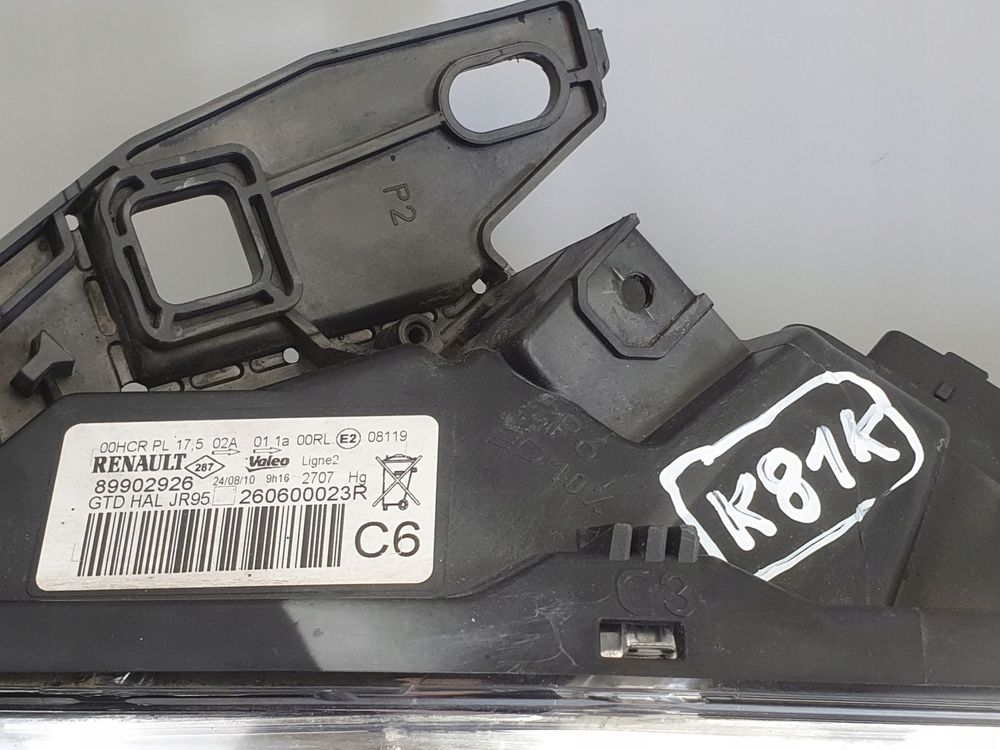 P2
00HCR PL 17,5 02A 01 1a 00RL. E2 08119
RENAULT 287 Valeo Ligne2
89902926 24/08/10 9h16 2707 Hg
GTD HAL JR95 260600023R
C6
K81K
C3